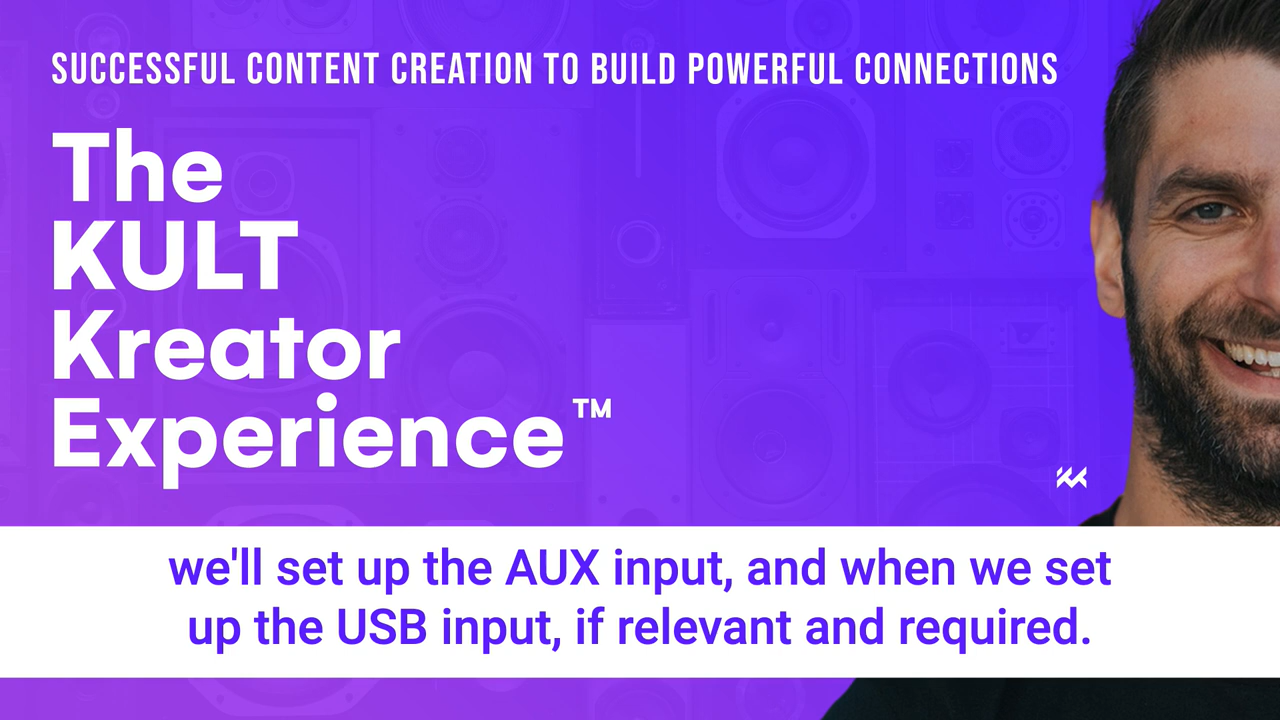 SUCCESSFUL CONTENT CREATION TO BUILD POWERFUL CONNECTIONS
The
KULT
Kreator
Experience™
we'll set up the AUX input, and when we set
up the USB input, if relevant and required.